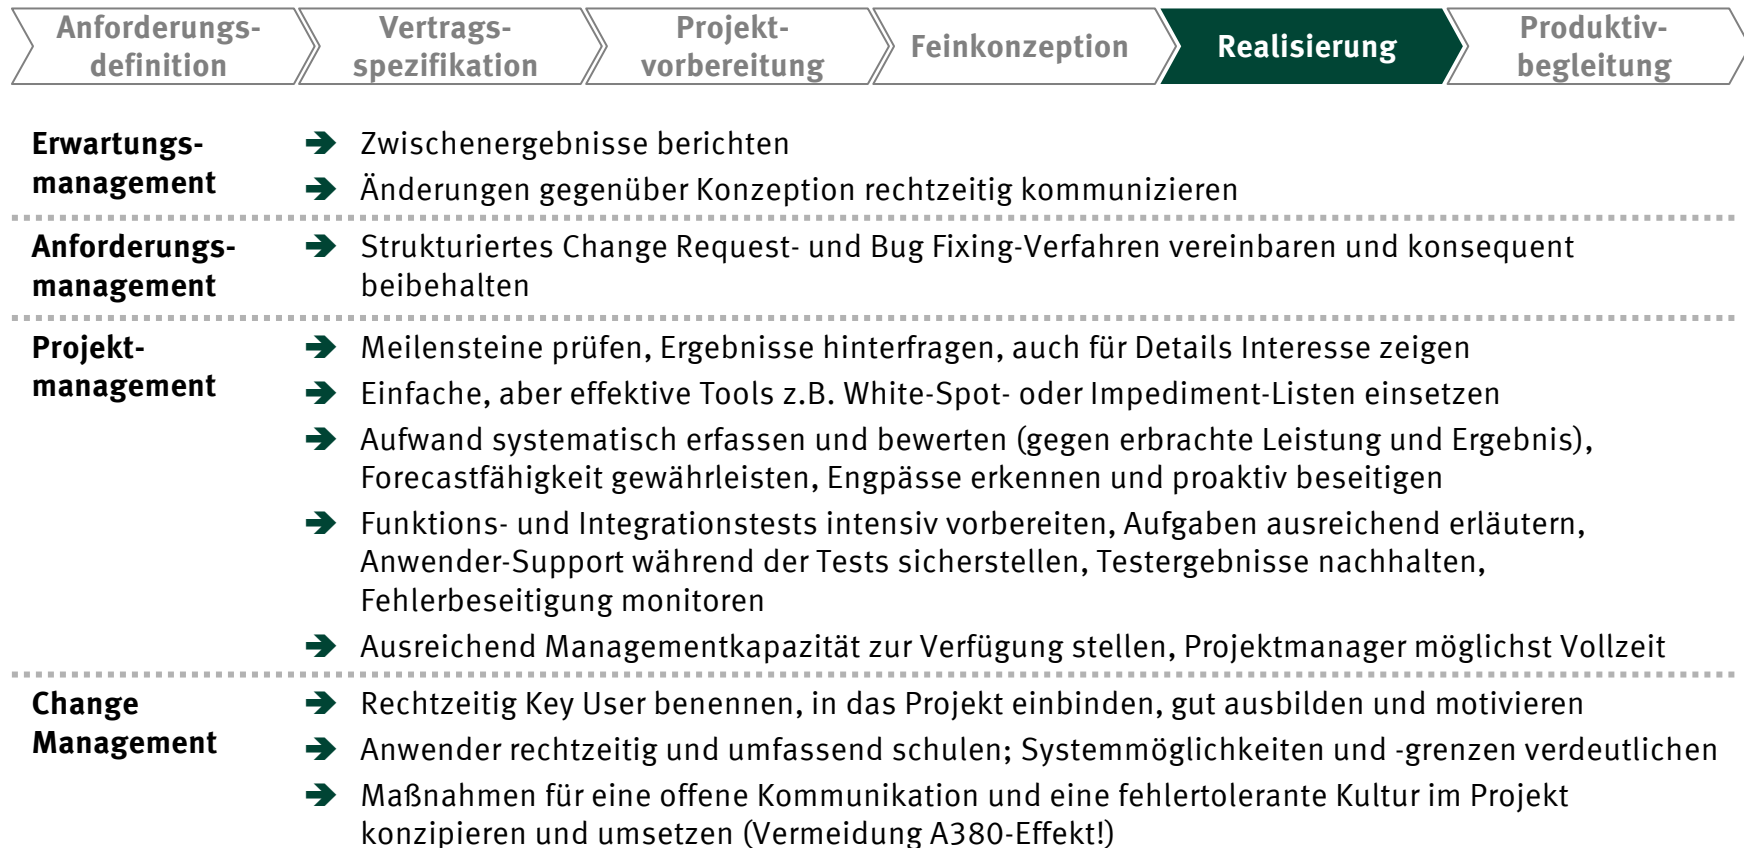 Anforderungs-
definition
Vertrags-
spezifikation
Projekt-
vorbereitung
Feinkonzeption
Realisierung
Produktiv-
begleitung
Erwartungs-
management
➔ Zwischenergebnisse berichten
➔ Änderungen gegenüber Konzeption rechtzeitig kommunizieren
Anforderungs-
management
➔ Strukturiertes Change Request- und Bug Fixing-Verfahren vereinbaren und konsequent
beibehalten
Projekt-
management
➔ Meilensteine prüfen, Ergebnisse hinterfragen, auch für Details Interesse zeigen
➔ Einfache, aber effektive Tools z.B. White-Spot- oder Impediment-Listen einsetzen
➔ Aufwand systematisch erfassen und bewerten (gegen erbrachte Leistung und Ergebnis),
Forecastfähigkeit gewährleisten, Engpässe erkennen und proaktiv beseitigen
➔ Funktions- und Integrationstests intensiv vorbereiten, Aufgaben ausreichend erläutern,
Anwender-Support während der Tests sicherstellen, Testergebnisse nachhalten,
Fehlerbeseitigung monitoren
➔ Ausreichend Managementkapazität zur Verfügung stellen, Projektmanager möglichst Vollzeit
Change
Management
➔ Rechtzeitig Key User benennen, in das Projekt einbinden, gut ausbilden und motivieren
➔ Anwender rechtzeitig und umfassend schulen; Systemmöglichkeiten und -grenzen verdeutlichen
➔ Maßnahmen für eine offene Kommunikation und eine fehlertolerante Kultur im Projekt
konzipieren und umsetzen (Vermeidung A380-Effekt!)